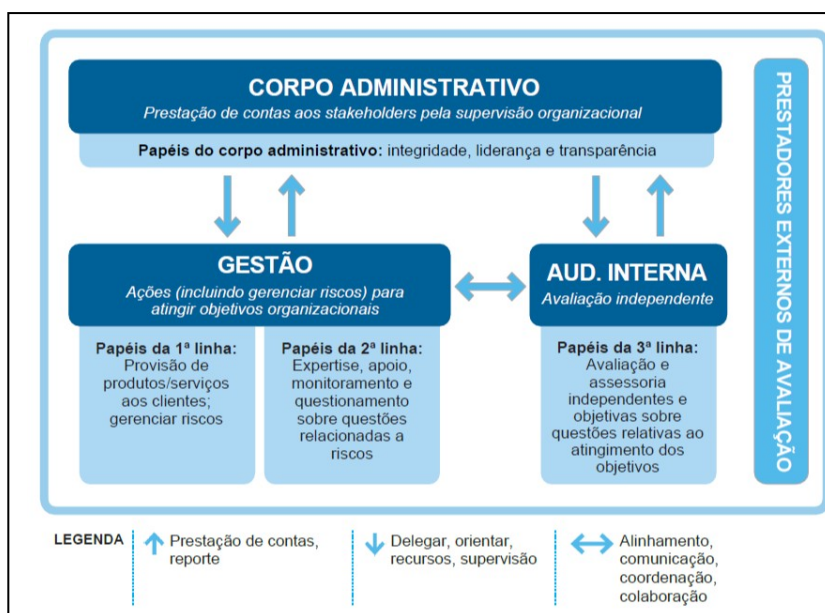 CORPO ADMINISTRATIVO
Prestação de contas aos stakeholders pela supervisão organizacional
Papéis do corpo administrativo: integridade, liderança e transparência
GESTÃO
Ações (incluindo gerenciar riscos) para
atingir objetivos organizacionais
Papéis da 1ª linha:
Provisão de
produtos/serviços
aos clientes;
gerenciar riscos
Papéis da 2ª linha:
Expertise, apoio,
monitoramento e
questionamento
sobre questões
relacionadas a
riscos
AUD. INTERNA
Avaliação independente
Papéis da 3ª linha:
Avaliação e
assessoria
independentes e
objetivas sobre
questões relativas ao
atingimento dos
objetivos
PRESTADORES EXTERNOS DE AVALIAÇÃO
LEGENDA
Prestação de contas,
reporte
Delegar, orientar,
recursos, supervisão
Alinhamento,
comunicação,
coordenação,
colaboração